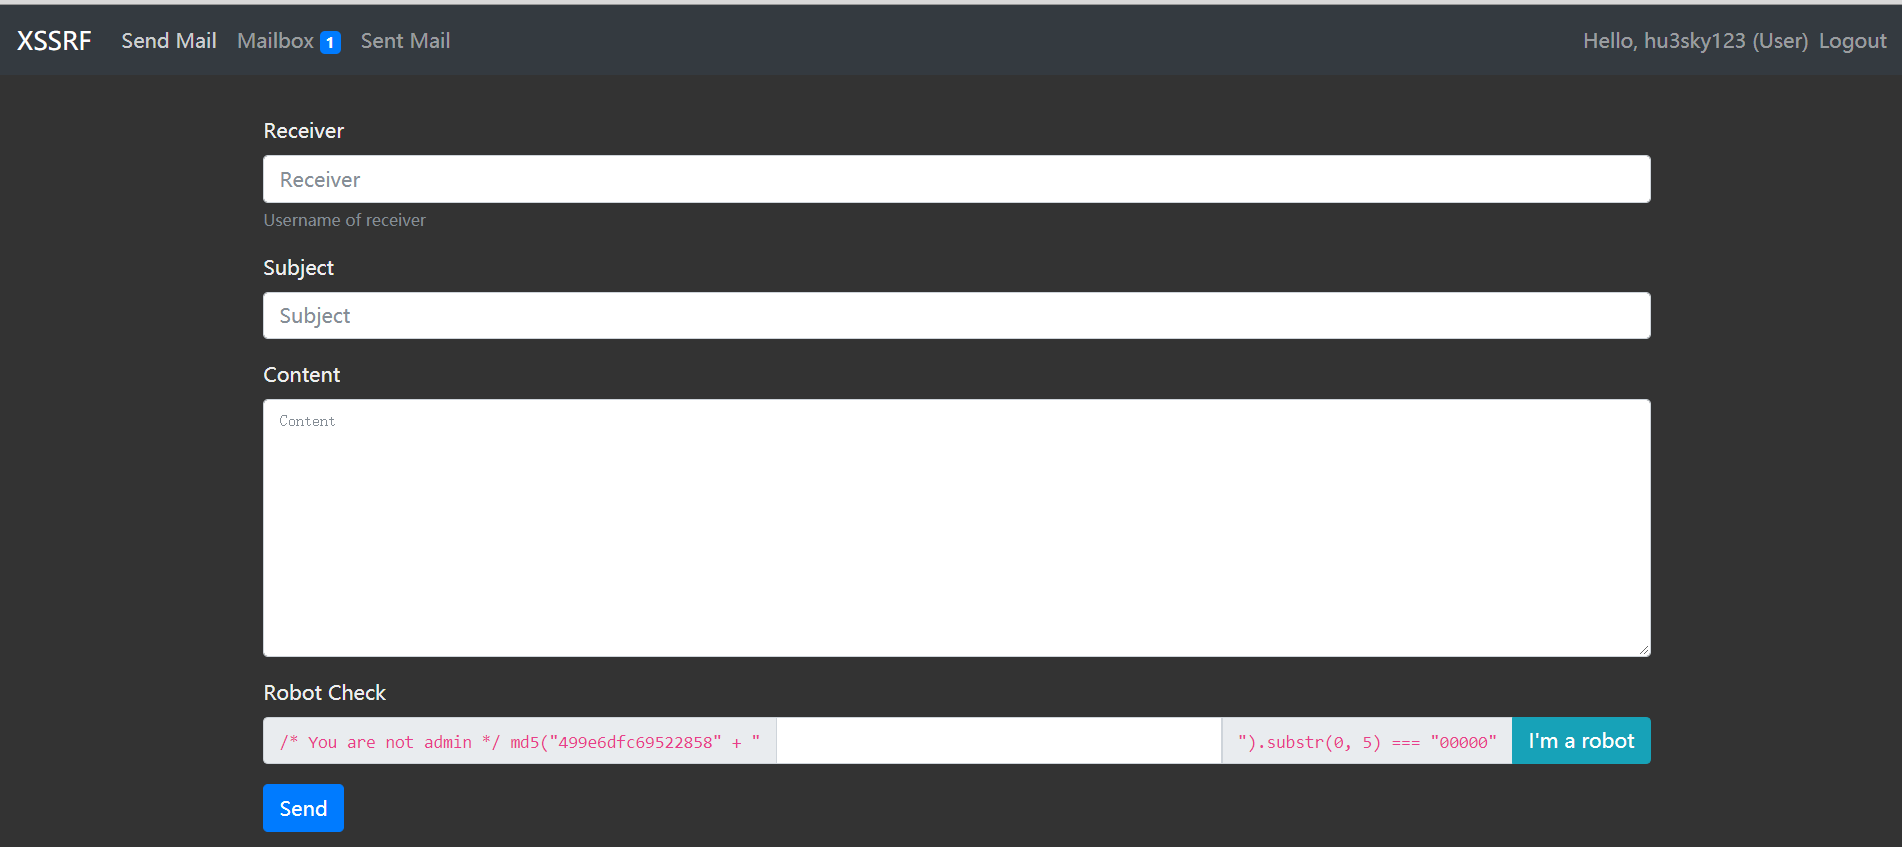 XSSRF Send Mail Mailbox 1 Sent Mail Hello, hu3sky123 (User) Logout
Receiver
Receiver
Username of receiver
Subject
Subject
Content
Content
Robot Check
/* You are not admin */ md5("499e6dfc69522858" + " ").substr(0, 5) === "00000" I'm a robot
Send